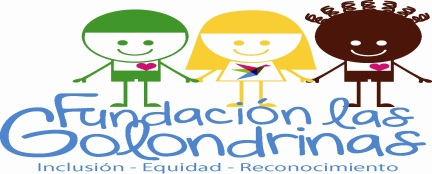 Fundación las
Golondrinas
Inclusión - Equidad - Reconocimiento